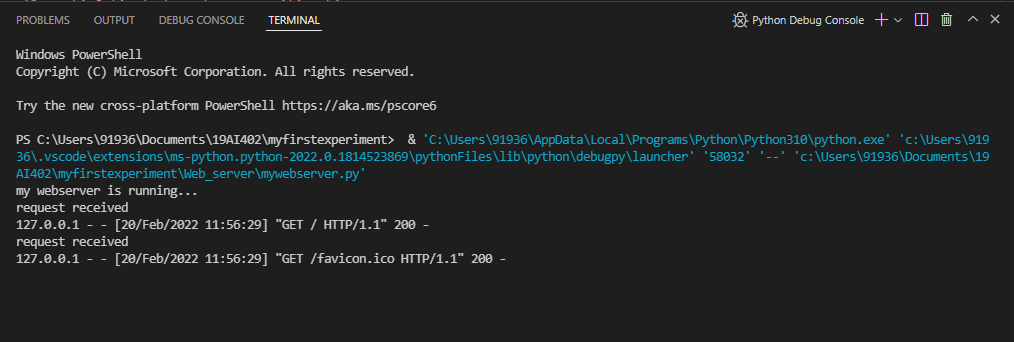 PROBLEMS OUTPUT DEBUG CONSOLE TERMINAL Python Debug Console
Windows PowerShell
Copyright (C) Microsoft Corporation. All rights reserved.
Try the new cross-platform PowerShell https://aka.ms/pscore6
PS C:\Users\91936\Documents\19AI402\myfirstexperiment>  & 'C:\Users\91936\AppData\Local\Programs\Python\Python310\python.exe' 'c:\Users\919
36\.vscode\extensions\ms-python.python-2022.0.1814523869\pythonFiles\lib\python\debugpy\launcher' '58032' '--' 'c:\Users\91936\Documents\19
AI402\myfirstexperiment\Web_server\mywebserver.py'
my webserver is running...
request received
127.0.0.1 - - [20/Feb/2022 11:56:29] "GET / HTTP/1.1" 200 -
request received
127.0.0.1 - - [20/Feb/2022 11:56:29] "GET /favicon.ico HTTP/1.1" 200 -